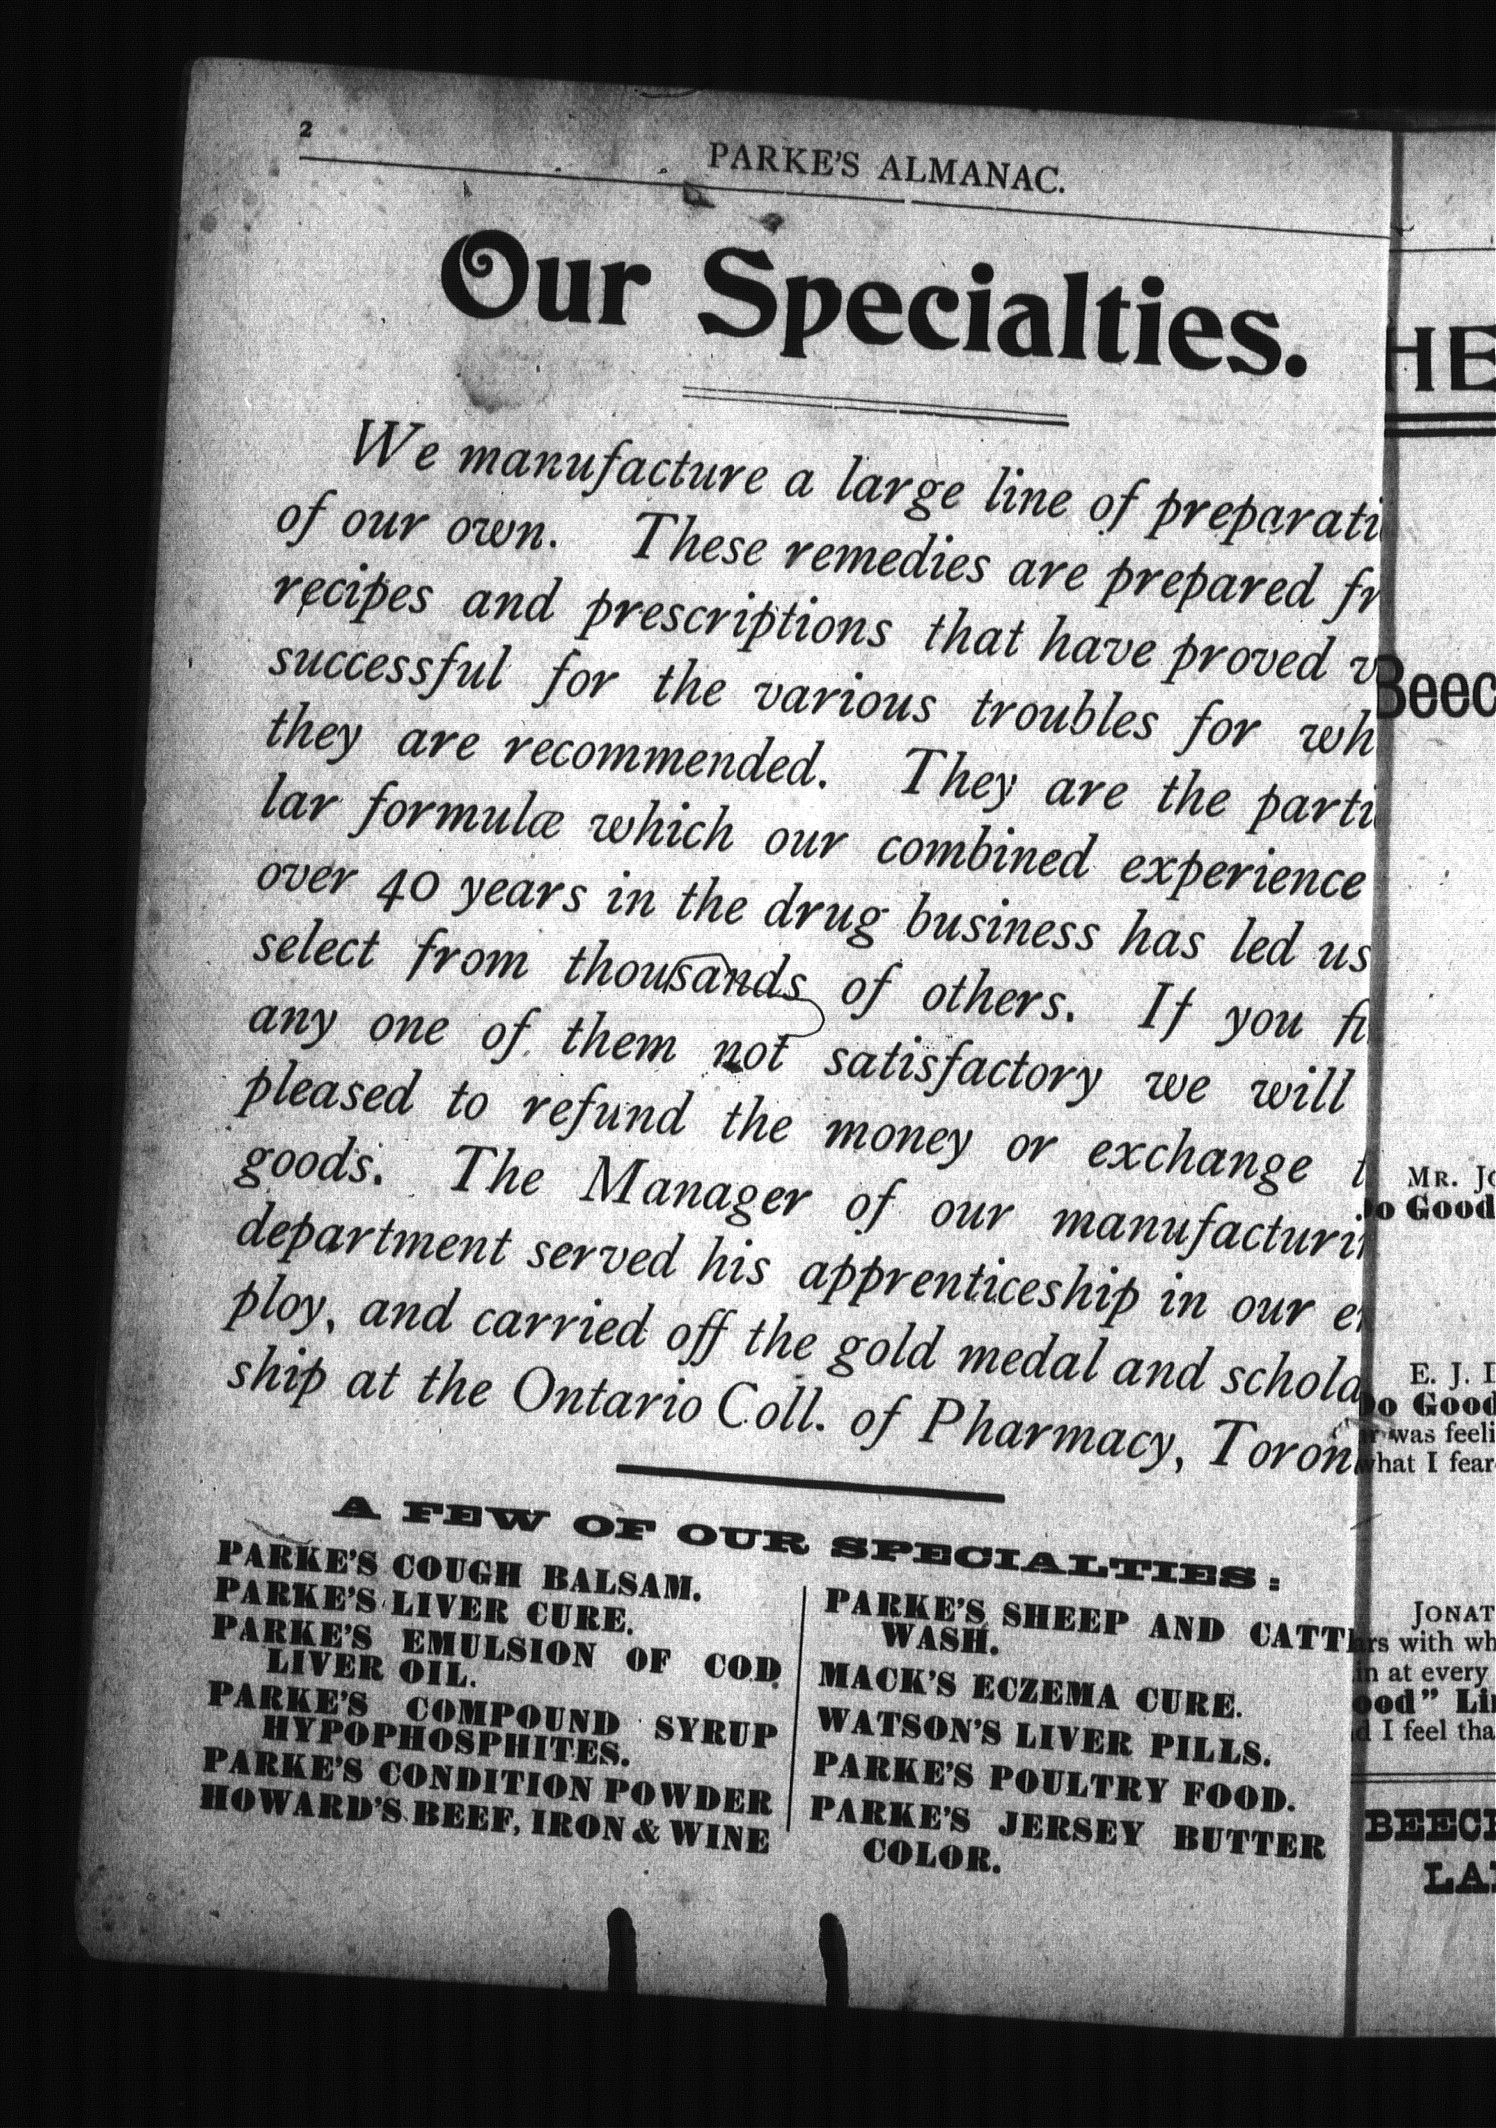 2
PARKE'S ALMANAC.
Our Specialties.
We manufacture a large line of preparati
of our own. These remedies are prepared fr
recipes and prescriptions that have proved v
successful for the various troubles for wh
they are recommended. They are the parti
lar formulæ which our combined experience
over 40 years in the drug business has led us
select from thousands of others. If you fi
any one of them not satisfactory we will
pleased to refund the money or exchange t
goods. The Manager of our manufacturi
department served his apprenticeship in our e
ploy, and carried off the gold medal and schola
ship at the Ontario Coll. of Pharmacy, Toron
A FEW OF OUR SPECIALTIES:
PARKE'S COUGH BALSAM.
PARKE'S LIVER CURE.
PARKE'S EMULSION OF COD
LIVER OIL.
PARKE'S COMPOUND SYRUP
HYPOPHOSPHITES.
PARKE'S CONDITION POWDER
HOWARD'S BEEF, IRON & WINE
PARKE'S SHEEP AND CATT
WASH.
MACK'S ECZEMA CURE.
WATSON'S LIVER PILLS.
PARKE'S POULTRY FOOD.
PARKE'S JERSEY BUTTER
COLOR.
HE
Beec
MR. JO
o Good
E. J. D
o Good
was feeli
what I fear
JONAT
rs with wh
in at every
ood" Li
d I feel tha
BEECH
LA